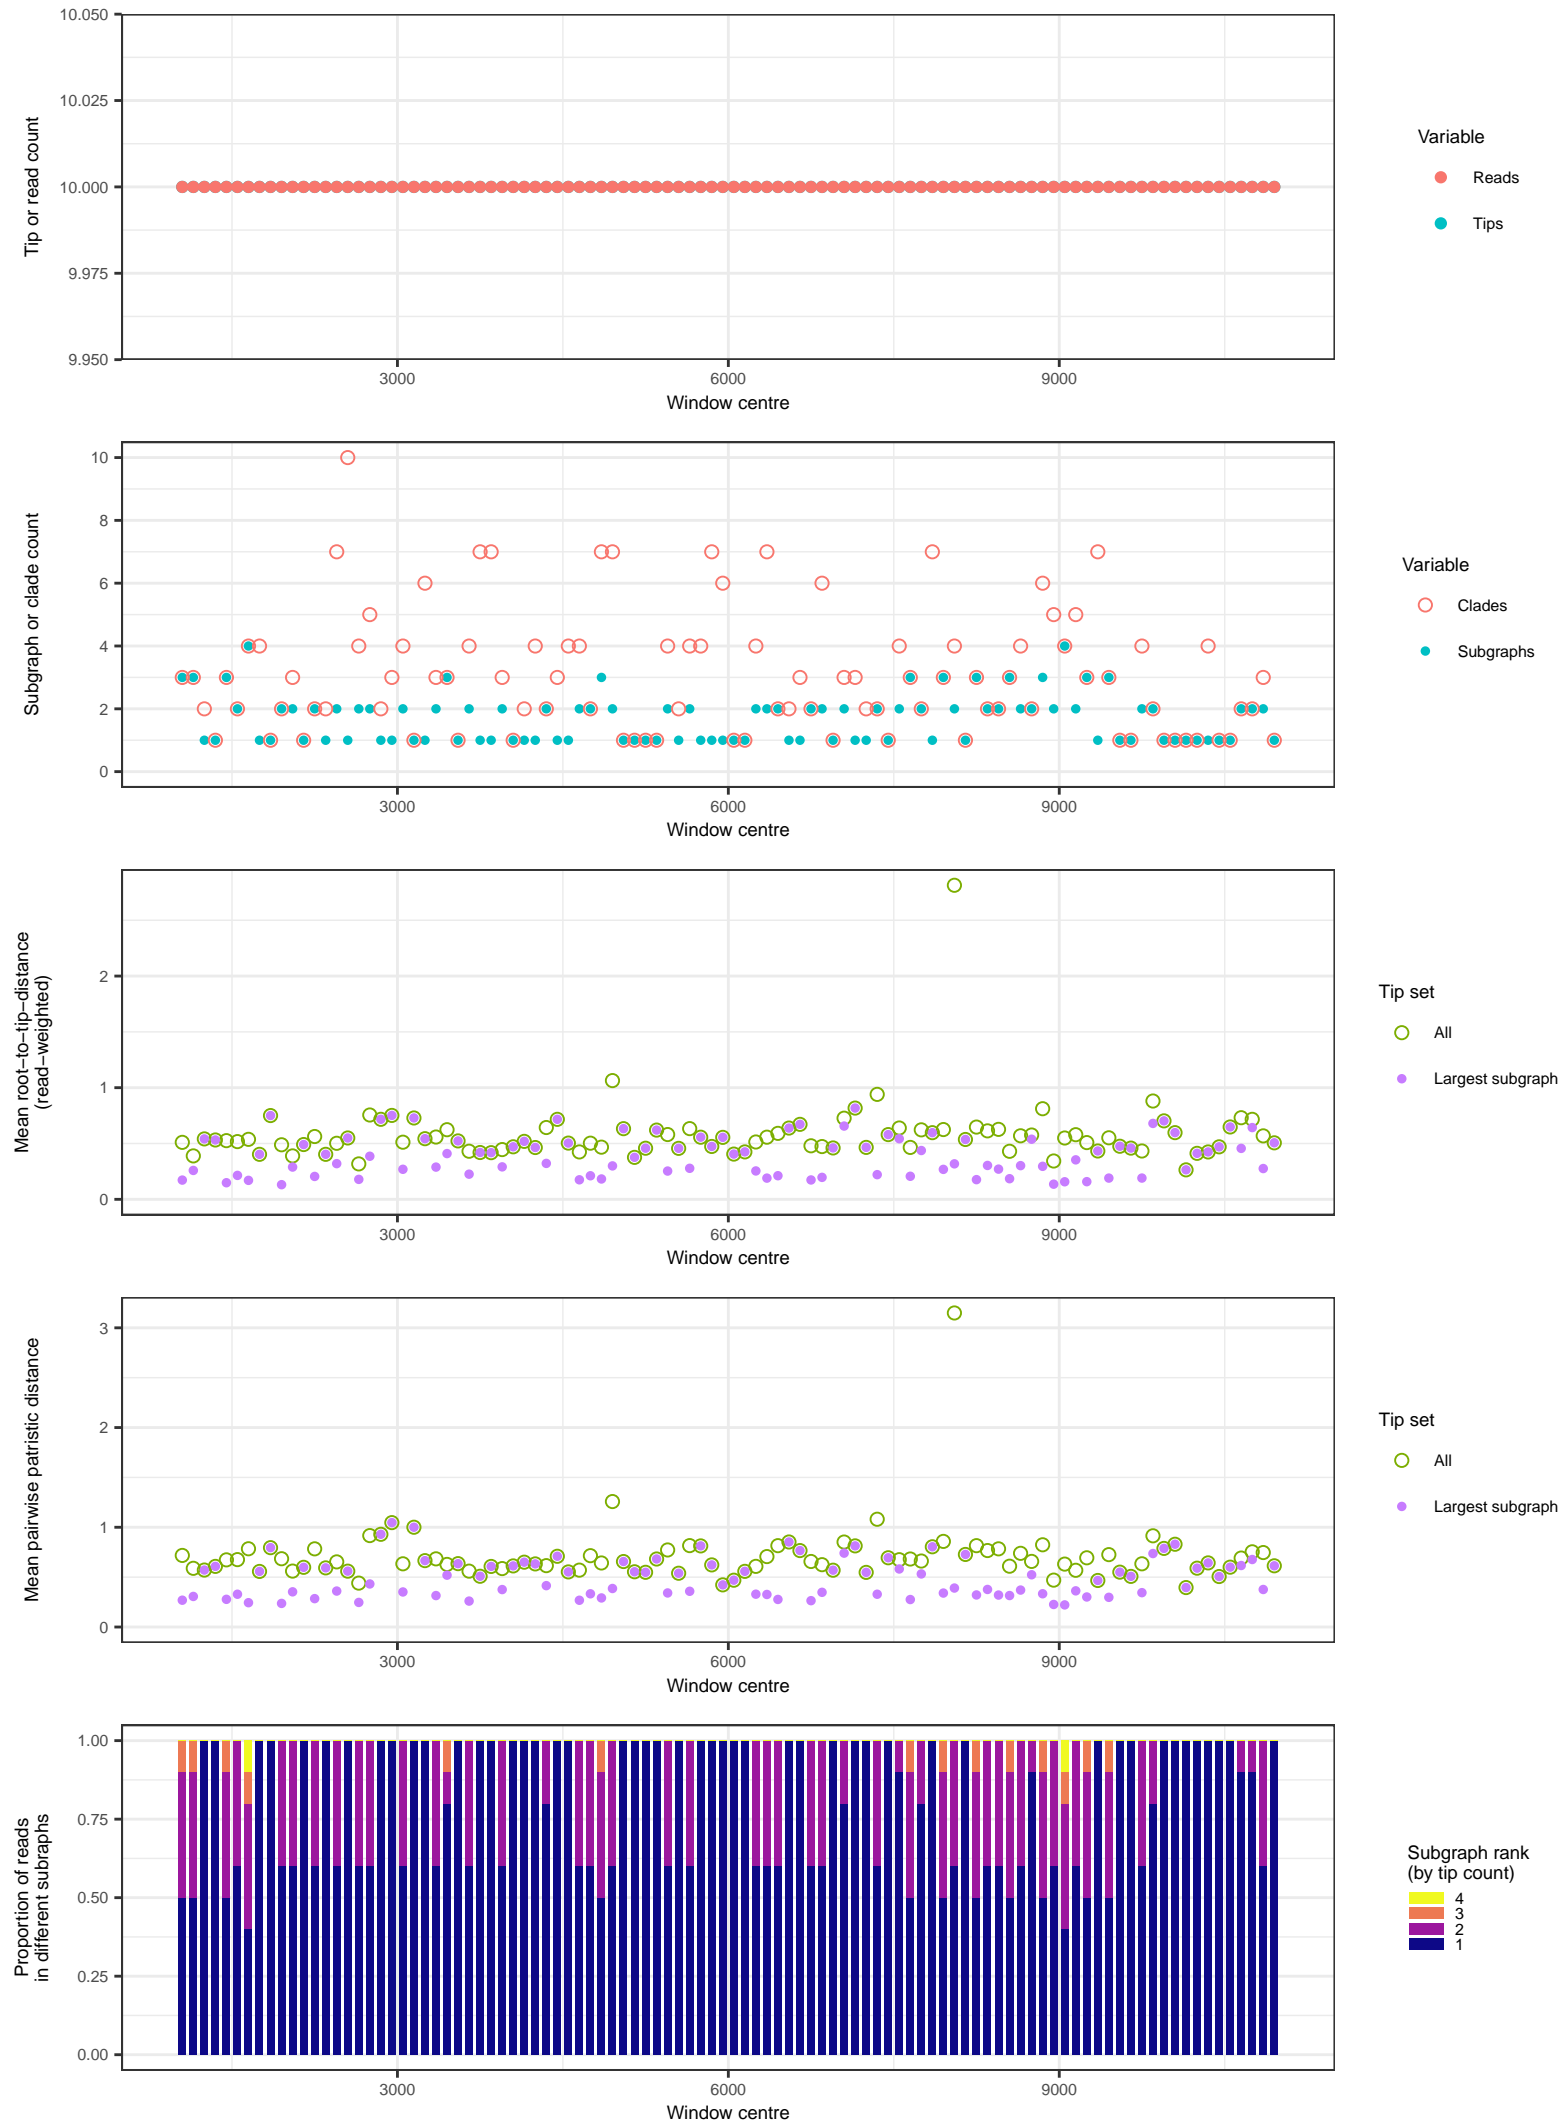 10.050
10.025
10.000
9.975
9.950
Tip or read count
3000 6000 9000
Window centre
Variable
Reads
Tips
10
8
6
4
2
0
Subgraph or clade count
3000 6000 9000
Window centre
Variable
Clades
Subgraphs
2
1
0
Mean root−to−tip−distance
(read−weighted)
3000 6000 9000
Window centre
Tip set
All
Largest subgraph
3
2
1
0
Mean pairwise patristic distance
3000 6000 9000
Window centre
Tip set
All
Largest subgraph
1.00
0.75
0.50
0.25
0.00
Proportion of reads
in different subraphs
3000 6000 9000
Window centre
Subgraph rank
(by tip count)
4
3
2
1